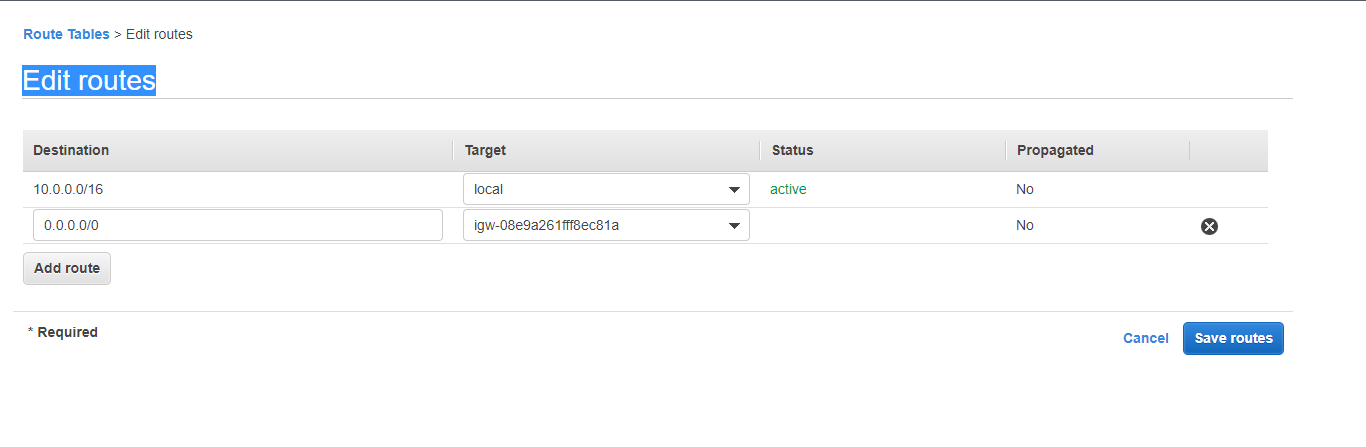 Route Tables > Edit routes
Edit routes
Destination Target Status Propagated
10.0.0.0/16 local active No
0.0.0.0/0 igw-08e9a261fff8ec81a No
Add route
* Required
Cancel Save routes